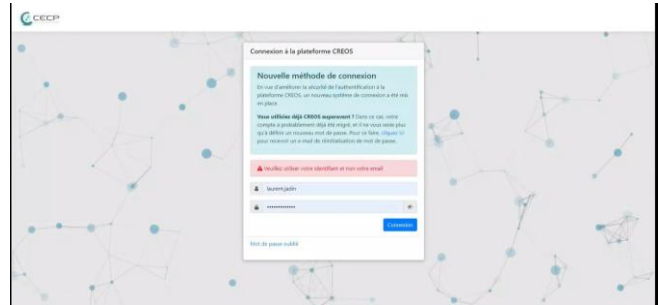 CECP
Connexion à la plateforme CREOS
Nouvelle méthode de connexion
En vue d'améliorer la sécurité de l'authentification à la
plateforme CREOS, un nouveau système de connexion a été mis
en place.
Vous utilisiez déjà CREOS auparavant ? Dans ce cas, votre
compte a probablement déjà été migré, et il ne vous reste plus
qu'à définir un nouveau mot de passe. Pour ce faire, cliquez ici
pour recevoir un e-mail de réinitialisation de mot de passe.
Veuillez utiliser votre identifiant et non votre email
laurent.jadin
Connexion
Mot de passe oublié